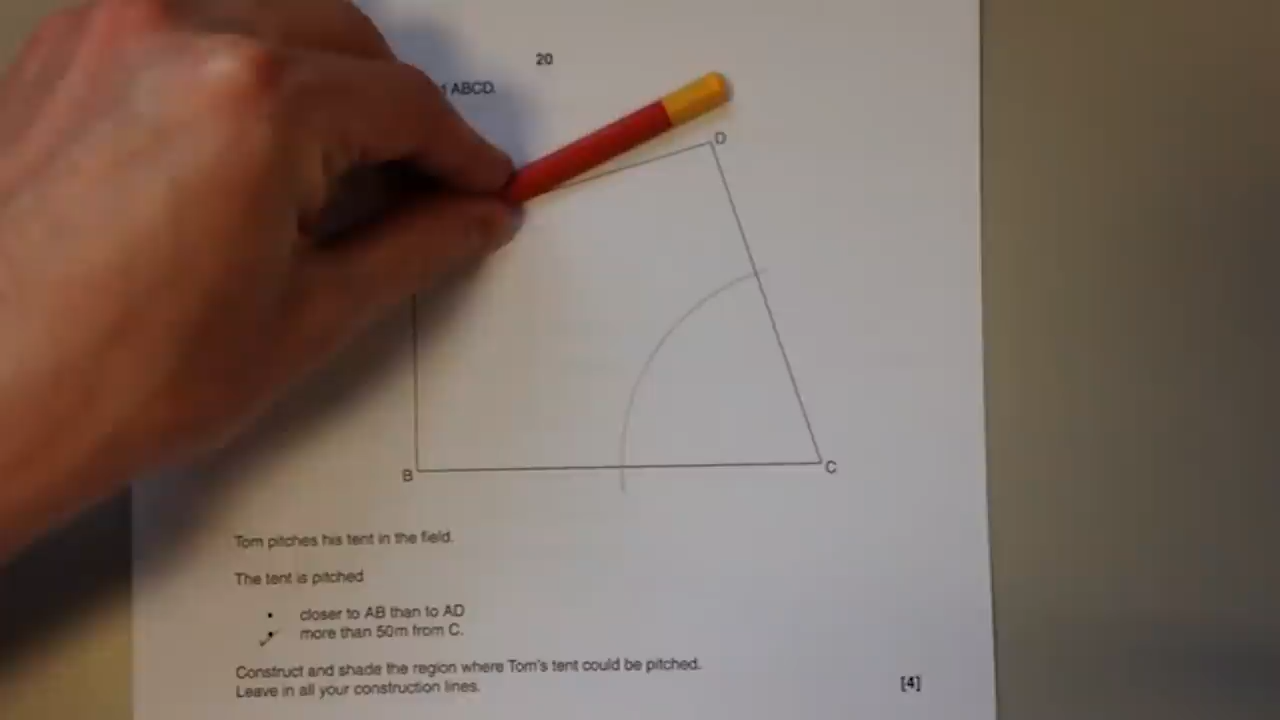 20
ABCD.
D
B
C
Tom pitches his tent in the field.
The tent is pitched
• closer to AB than to AD
• more than 50m from C.
Construct and shade the region where Tom's tent could be pitched.
Leave in all your construction lines.
[4]